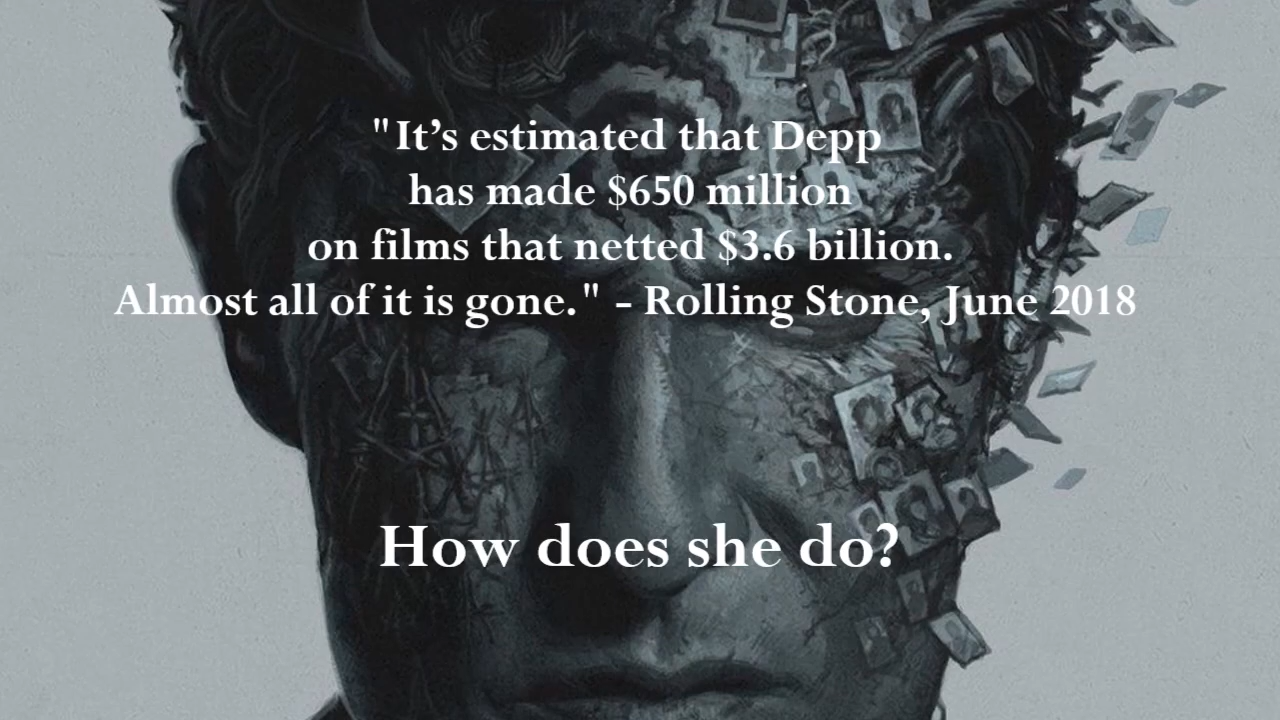 "It’s estimated that Depp
has made $650 million
on films that netted $3.6 billion.
Almost all of it is gone." - Rolling Stone, June 2018
How does she do?